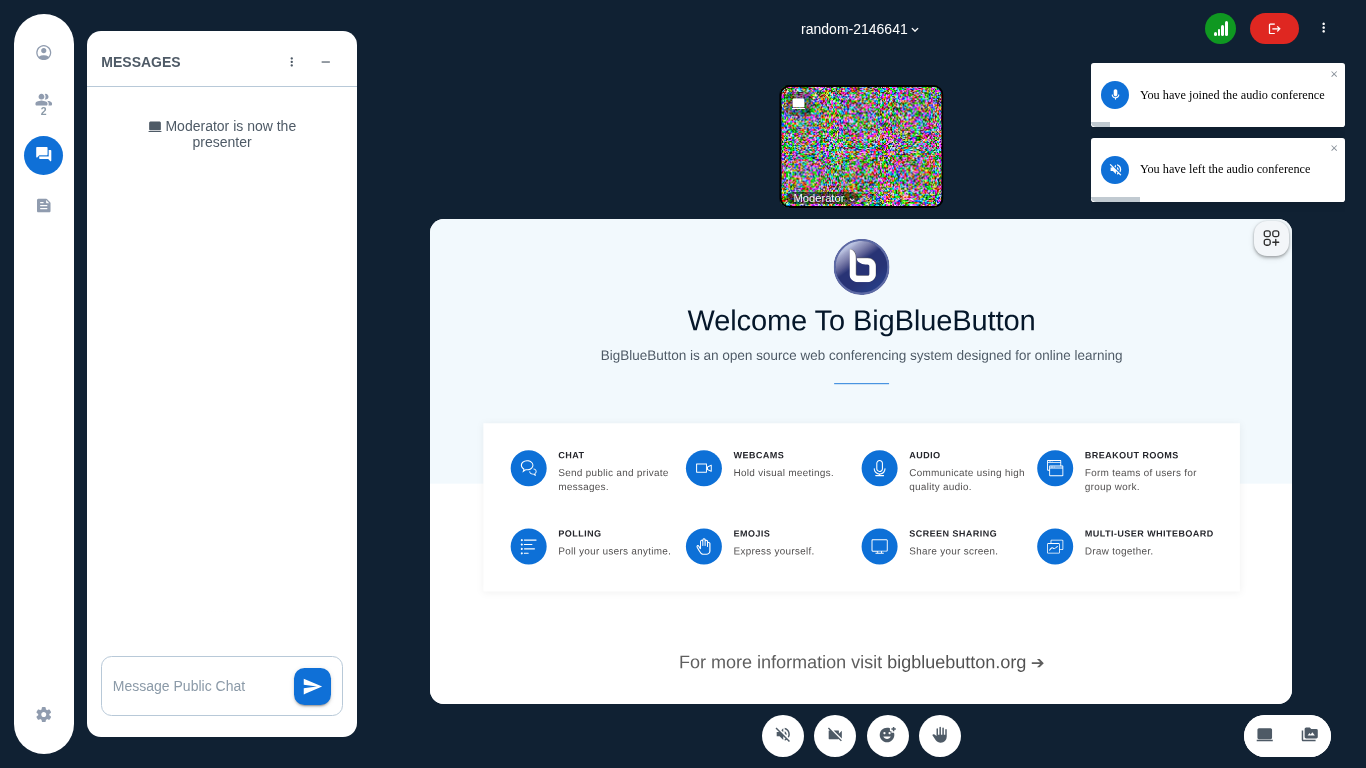 random-2146641
MESSAGES
2
Moderator is now the
presenter
Message Public Chat
Moderator
You have joined the audio conference
You have left the audio conference
Welcome To BigBlueButton
BigBlueButton is an open source web conferencing system designed for online learning
CHAT
Send public and private
messages.
WEBCAMS
Hold visual meetings.
AUDIO
Communicate using high
quality audio.
BREAKOUT ROOMS
Form teams of users for
group work.
POLLING
Poll your users anytime.
EMOJIS
Express yourself.
SCREEN SHARING
Share your screen.
MULTI-USER WHITEBOARD
Draw together.
For more information visit bigbluebutton.org →